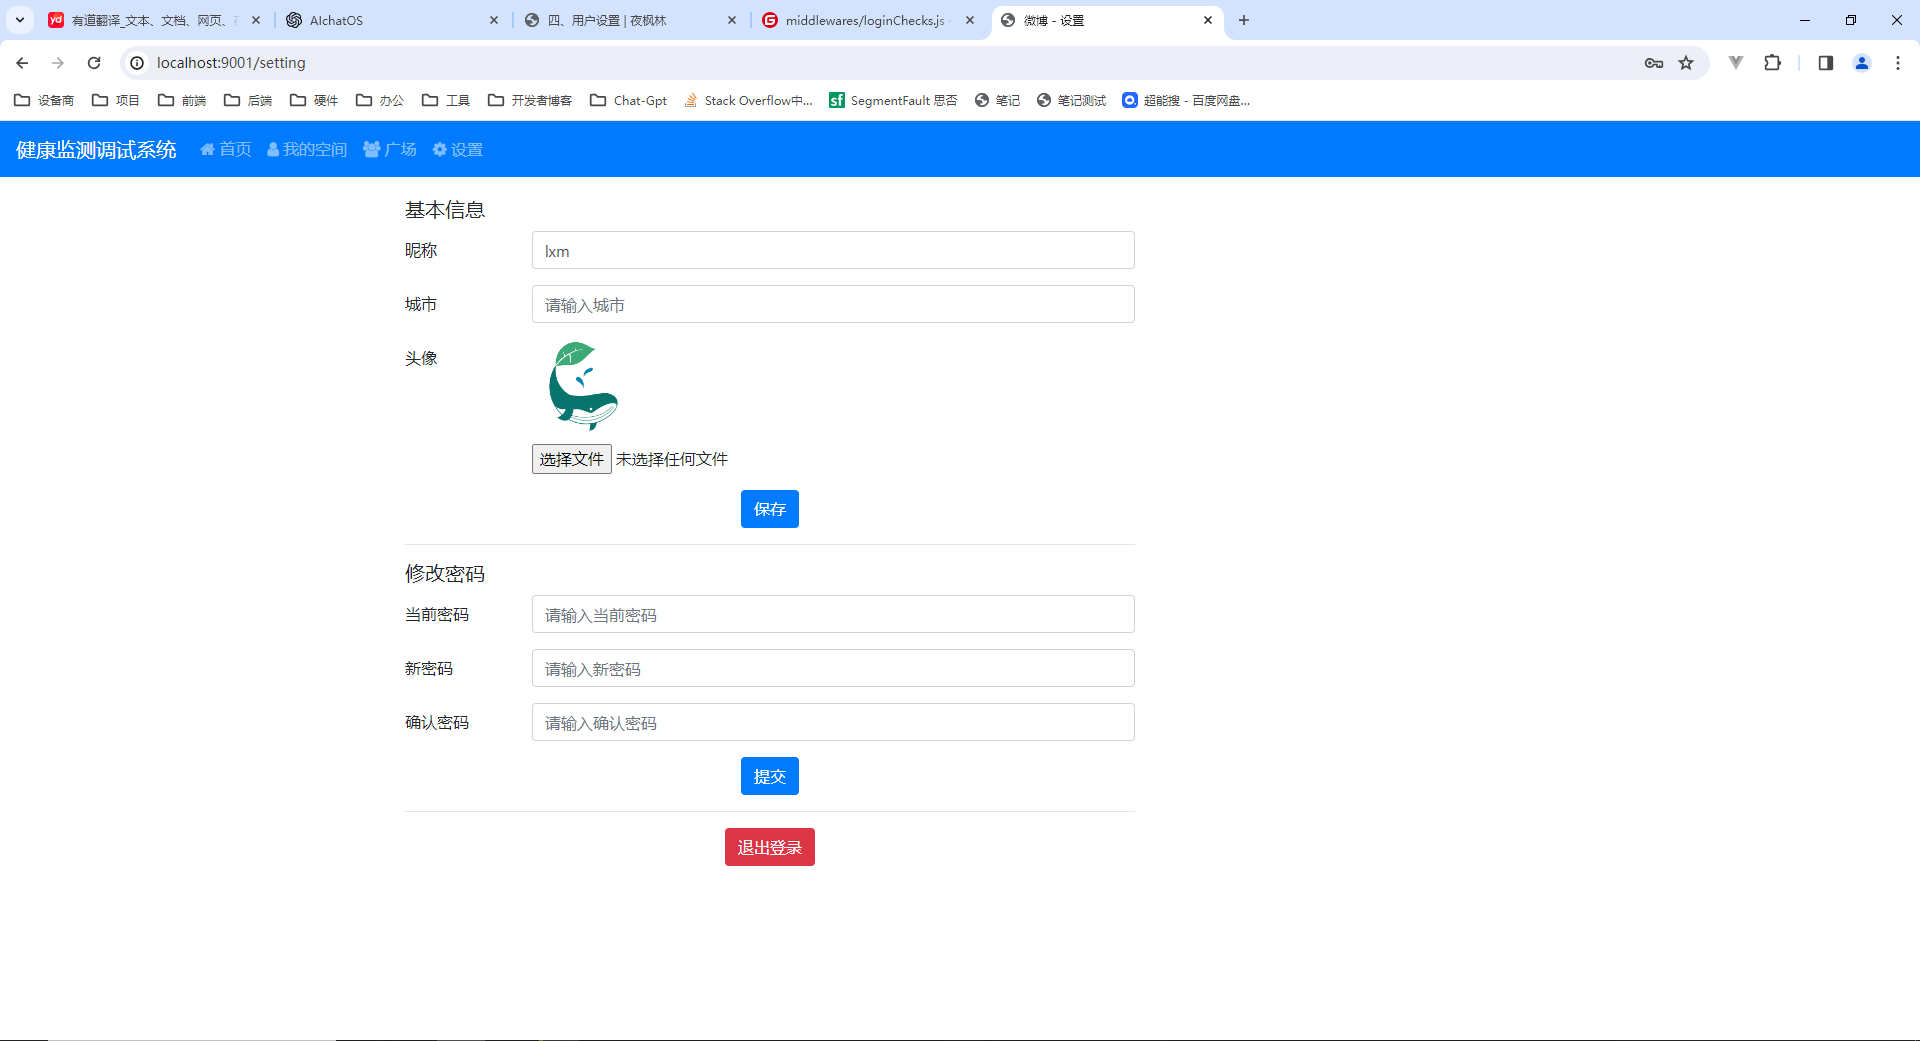 yd 有道翻译_文本、文档、网页、
AIchatOS
四、用户设置 | 夜枫林
middlewares/loginChecks.js
微博 - 设置
localhost:9001/setting
设备商 项目 前端 后端 硬件 办公 工具 开发者博客 Chat-Gpt Stack Overflow中... sf SegmentFault 思否 笔记 笔记测试 超能搜 - 百度网盘...
健康监测调试系统 首页 我的空间 广场 设置
基本信息
昵称 lxm
城市 请输入城市
头像
选择文件 未选择任何文件
保存
修改密码
当前密码 请输入当前密码
新密码 请输入新密码
确认密码 请输入确认密码
提交
退出登录